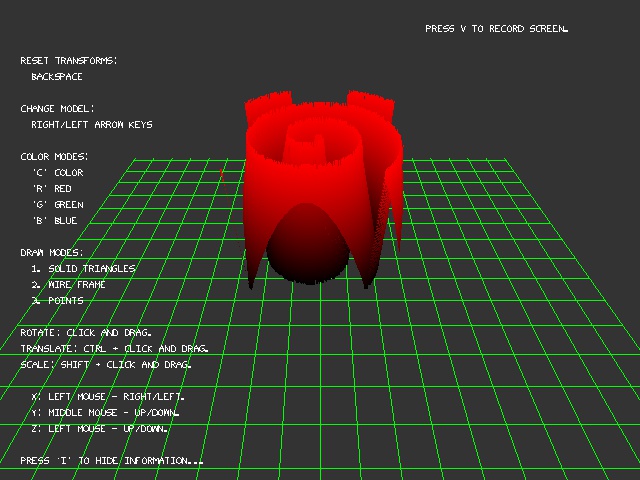 PRESS V TO RECORD SCREEN.
RESET TRANSFORMS:
BACKSPACE
CHANGE MODEL:
RIGHT/LEFT ARROW KEYS
COLOR MODES:
'C' COLOR
'R' RED
'G' GREEN
'B' BLUE
DRAW MODES:
1. SOLID TRIANGLES
2. WIRE FRAME
3. POINTS
ROTATE: CLICK AND DRAG.
TRANSLATE: CTRL + CLICK AND DRAG.
SCALE: SHIFT + CLICK AND DRAG.
X: LEFT MOUSE - RIGHT/LEFT.
Y: MIDDLE MOUSE - UP/DOWN.
Z: LEFT MOUSE - UP/DOWN.
PRESS 'I' TO HIDE INFORMATION...